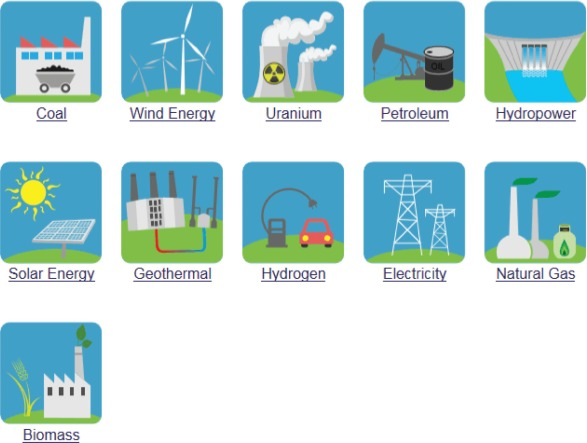 OIL
Coal
Wind Energy
Uranium
Petroleum
Hydropower
Solar Energy
Geothermal
Hydrogen
Electricity
Natural Gas
Biomass